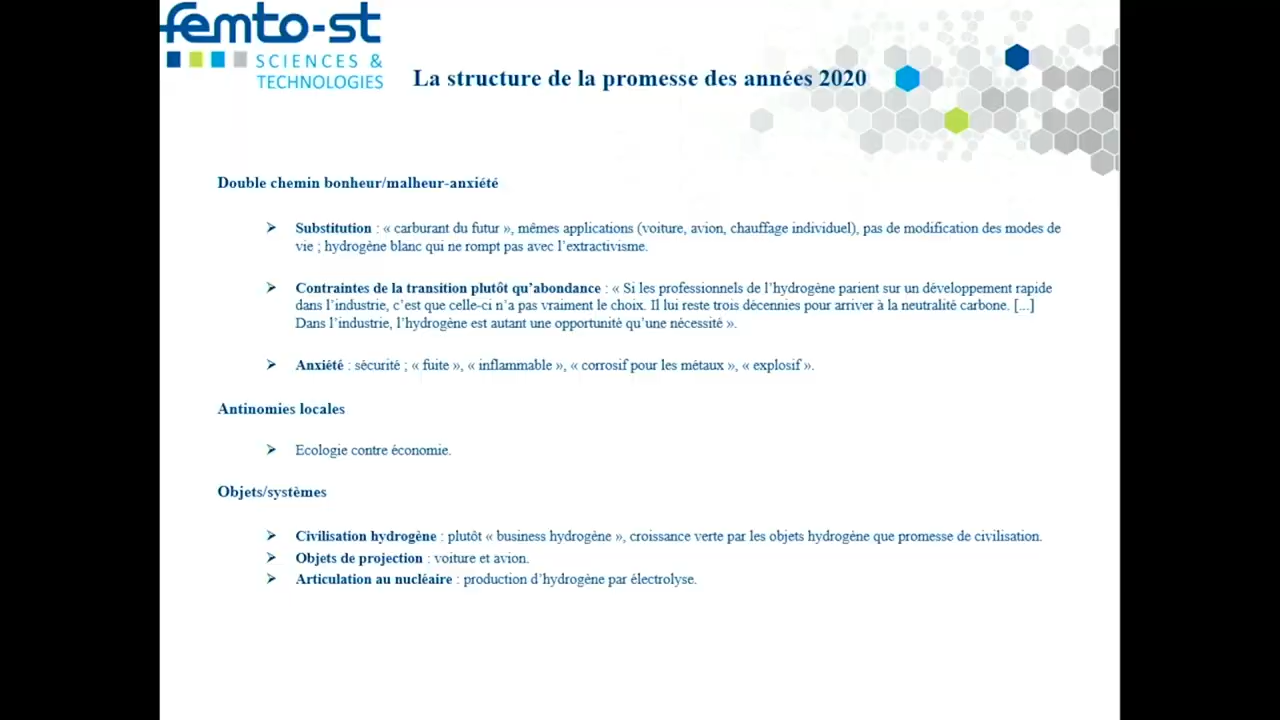 femto-st
SCIENCES &
TECHNOLOGIES
La structure de la promesse des années 2020
Double chemin bonheur/malheur-anxiété
➢ Substitution : « carburant du futur », mêmes applications (voiture, avion, chauffage individuel), pas de modification des modes de
vie ; hydrogène blanc qui ne rompt pas avec l’extractivisme.
➢ Contraintes de la transition plutôt qu’abondance : « Si les professionnels de l’hydrogène parient sur un développement rapide
dans l’industrie, c’est que celle-ci n’a pas vraiment le choix. Il lui reste trois décennies pour arriver à la neutralité carbone. [...]
Dans l’industrie, l’hydrogène est autant une opportunité qu’une nécessité ».
➢ Anxiété : sécurité ; « fuite », « inflammable », « corrosif pour les métaux », « explosif ».
Antinomies locales
➢ Ecologie contre économie.
Objets/systèmes
➢ Civilisation hydrogène : plutôt « business hydrogène », croissance verte par les objets hydrogène que promesse de civilisation.
➢ Objets de projection : voiture et avion.
➢ Articulation au nucléaire : production d’hydrogène par électrolyse.